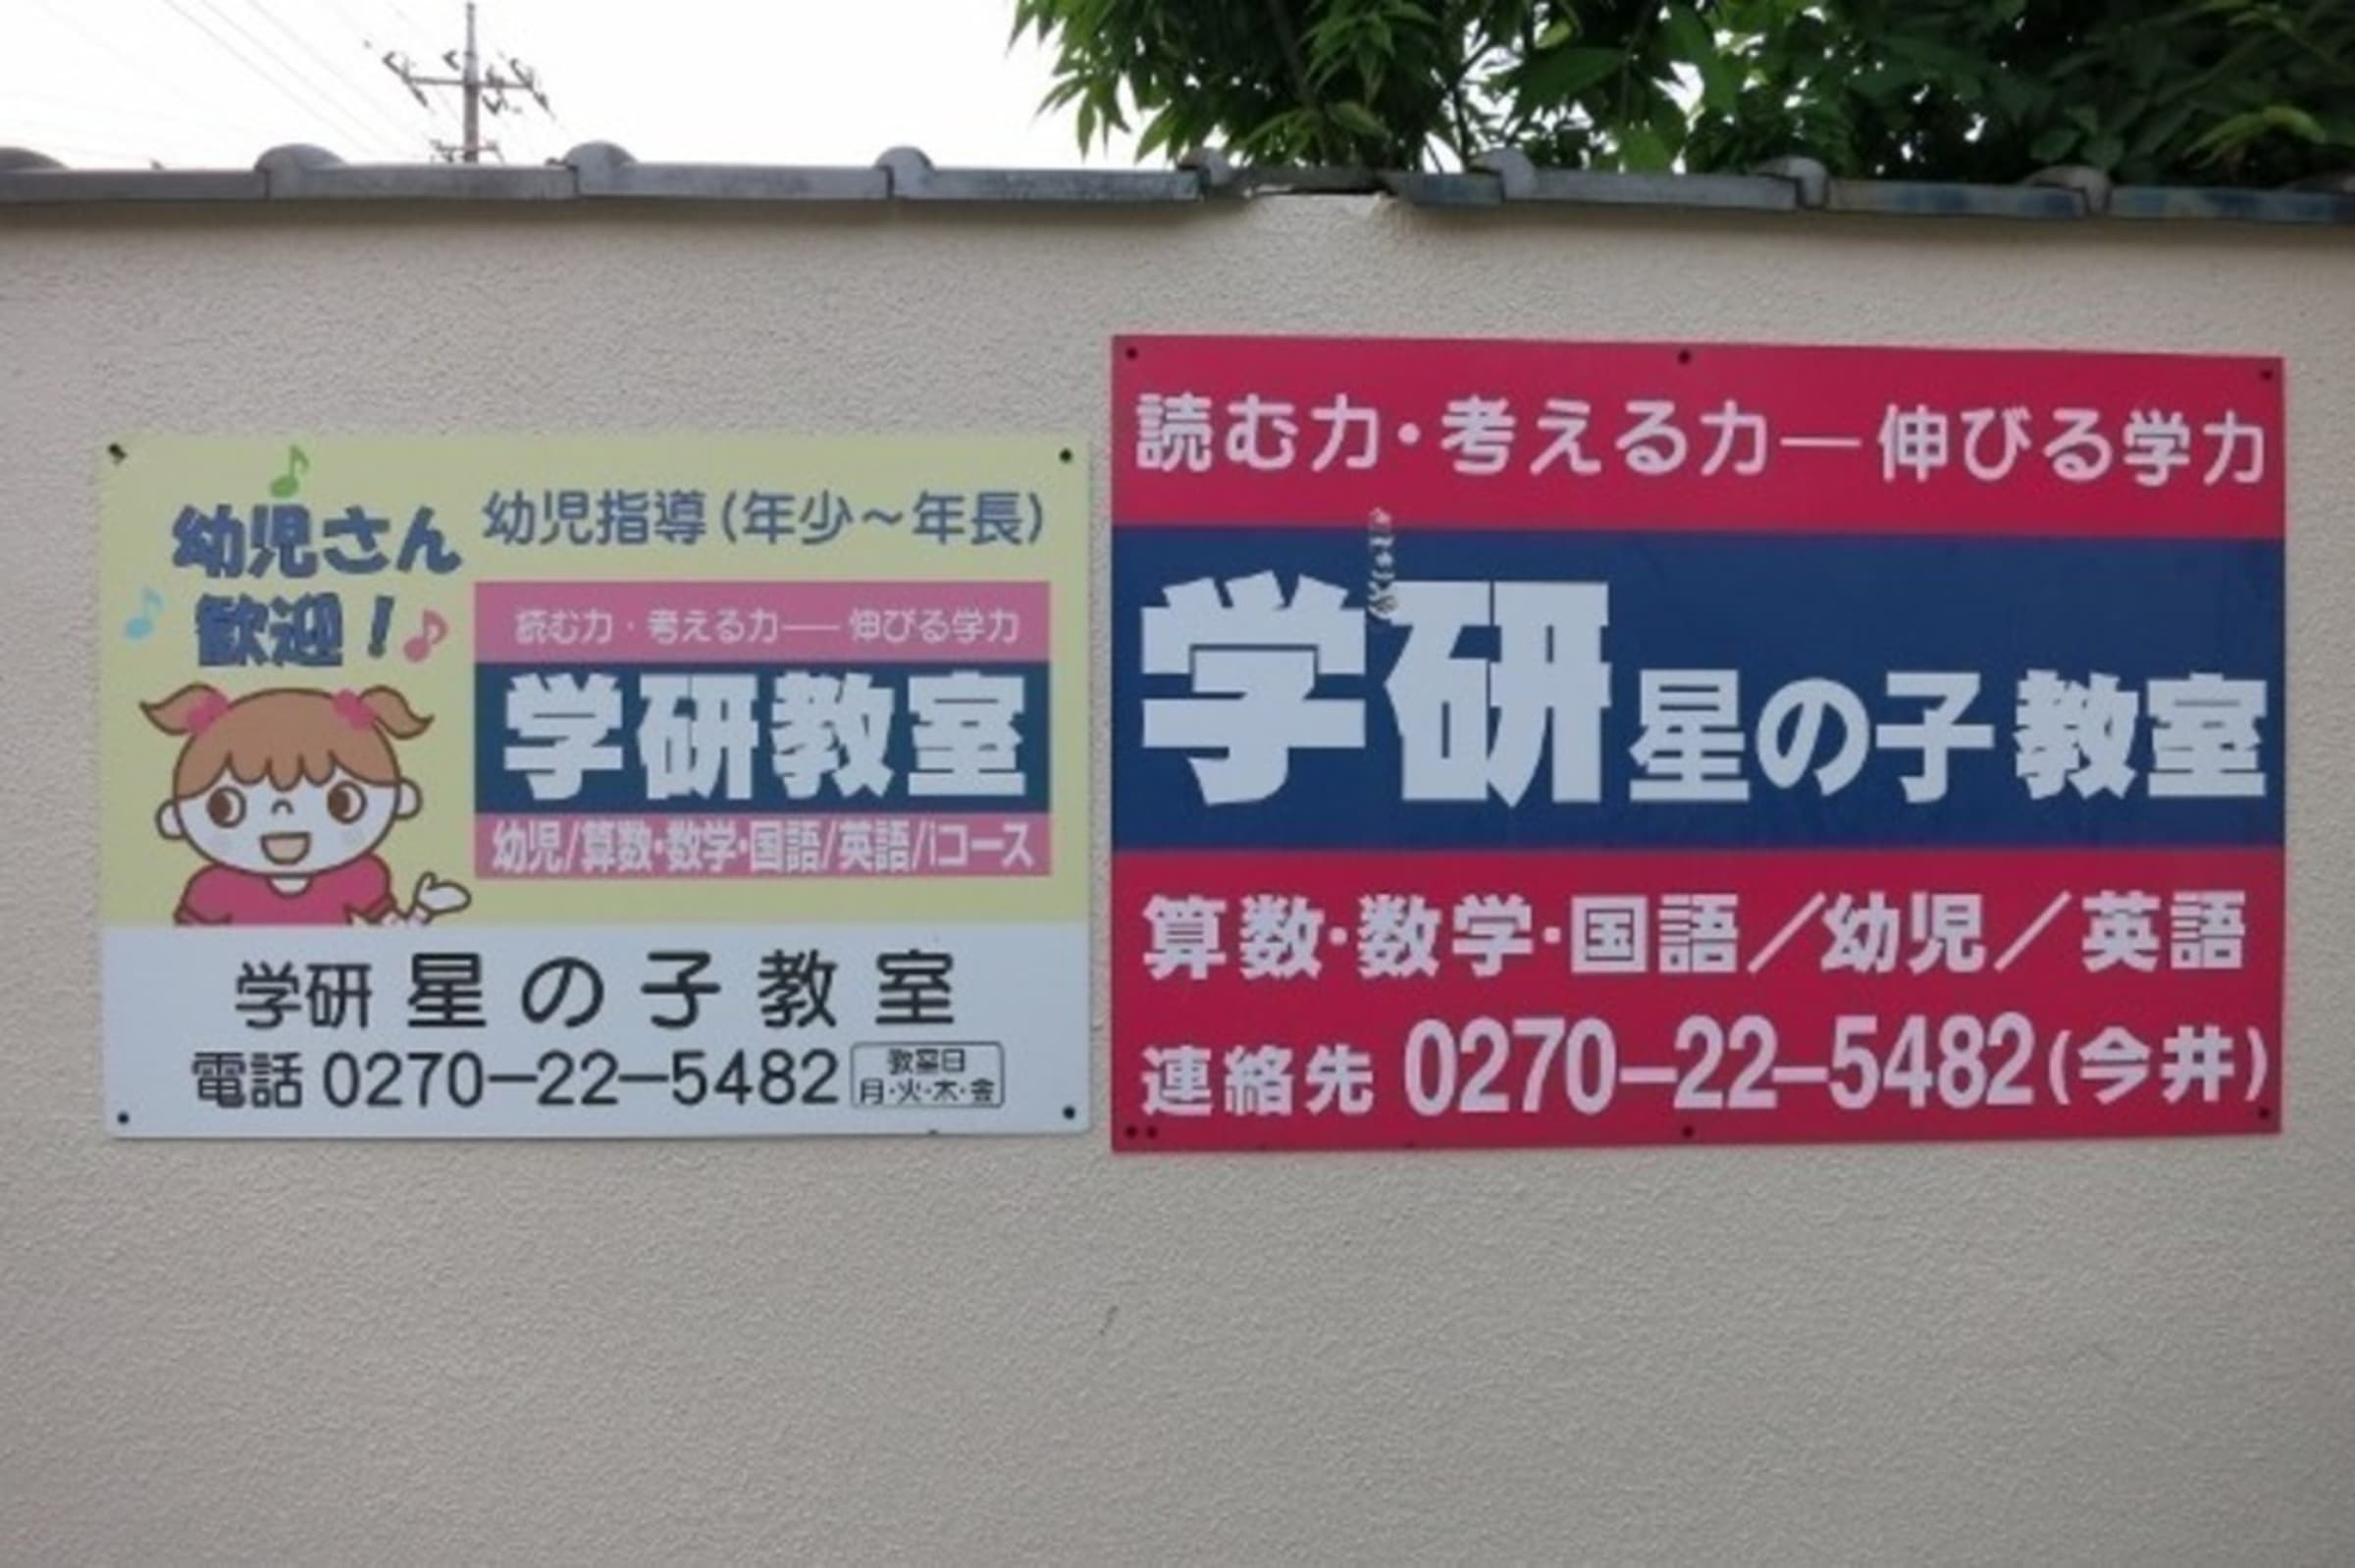 幼児さん
歓迎！
幼児指導(年少～年長)
読む力・考える力──伸びる学力
学研教室
幼児/算数・数学・国語/英語/iコース
学研 星の子教室
電話 0270-22-5482
教室日
月・火・木・金
読む力・考える力─伸びる学力
学研 星の子教室
算数・数学・国語／幼児／英語
連絡先 0270-22-5482(今井)